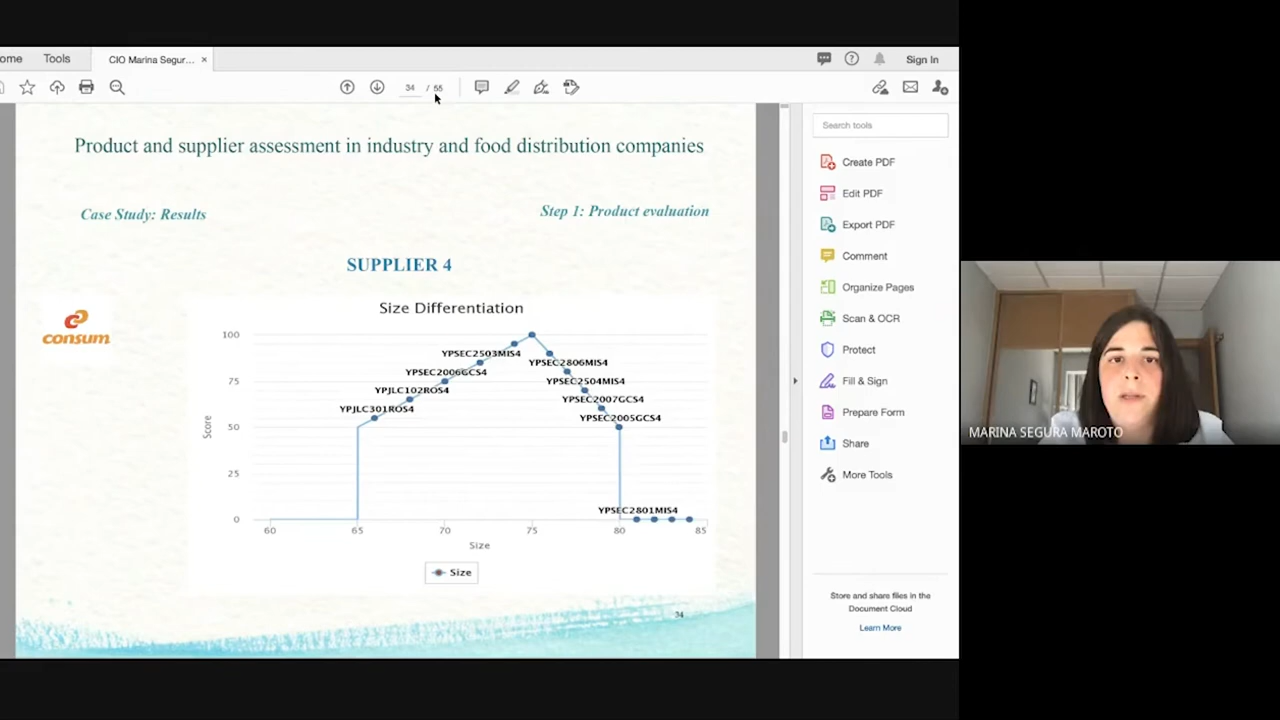 ome
Tools
CIO Marina Segur... ×
Sign In
34 / 55
Product and supplier assessment in industry and food distribution companies
Case Study: Results
Step 1: Product evaluation
SUPPLIER 4
consum
Size Differentiation
Score
100
75
50
25
0
YPSEC2503MIS4
YPSEC2006GCS4
YPJLC102ROS4
YPJLC301ROS4
YPSEC2806MIS4
YPSEC2504MIS4
YPSEC2007GCS4
YPSEC2005GCS4
YPSEC2801MIS4
60
65
70
75
80
85
Size
Size
34
Search tools
Create PDF
Edit PDF
Export PDF
Comment
Organize Pages
Scan & OCR
Protect
Fill & Sign
Prepare Form
Share
More Tools
Store and share files in the
Document Cloud
Learn More
MARINA SEGURA MAROTO